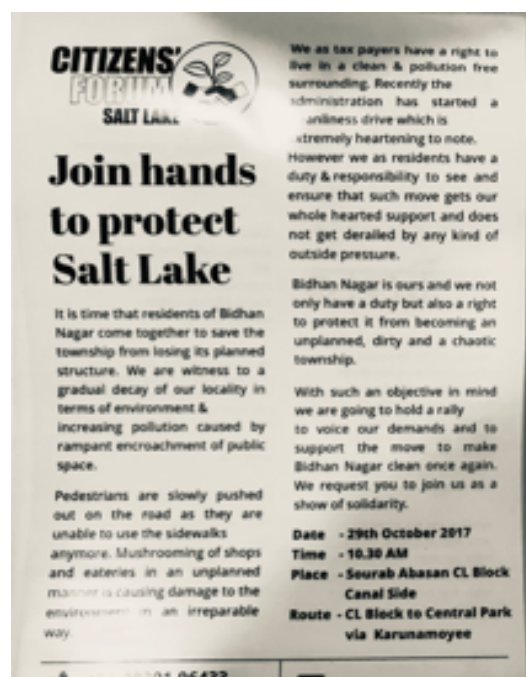 CITIZENS'
FORUM
SALT LAKE
Join hands
to protect
Salt Lake
It is time that residents of Bidhan
Nagar come together to save the
township from losing its planned
structure. We are witness to a
gradual decay of our locality in
terms of environment &
increasing pollution caused by
rampant encroachment of public
space.
Pedestrians are slowly pushed
out on the road as they are
unable to use the sidewalks
anymore. Mushrooming of shops
and eateries in an unplanned
manner is causing damage to the
environment in an irreparable
way.
We as tax payers have a right to
live in a clean & pollution free
surrounding. Recently the
administration has started a
anliness drive which is
xtremely heartening to note.
However we as residents have a
duty & responsibility to see and
ensure that such move gets our
whole hearted support and does
not get derailed by any kind of
outside pressure.
Bidhan Nagar is ours and we not
only have a duty but also a right
to protect it from becoming an
unplanned, dirty and a chaotic
township.
With such an objective in mind
we are going to hold a rally
to voice our demands and to
support the move to make
Bidhan Nagar clean once again.
We request you to join us as a
show of solidarity.
Date - 29th October 2017
Time - 10.30 AM
Place - Sourab Abasan CL Block
Canal Side
Route - CL Block to Central Park
via Karunamoyee